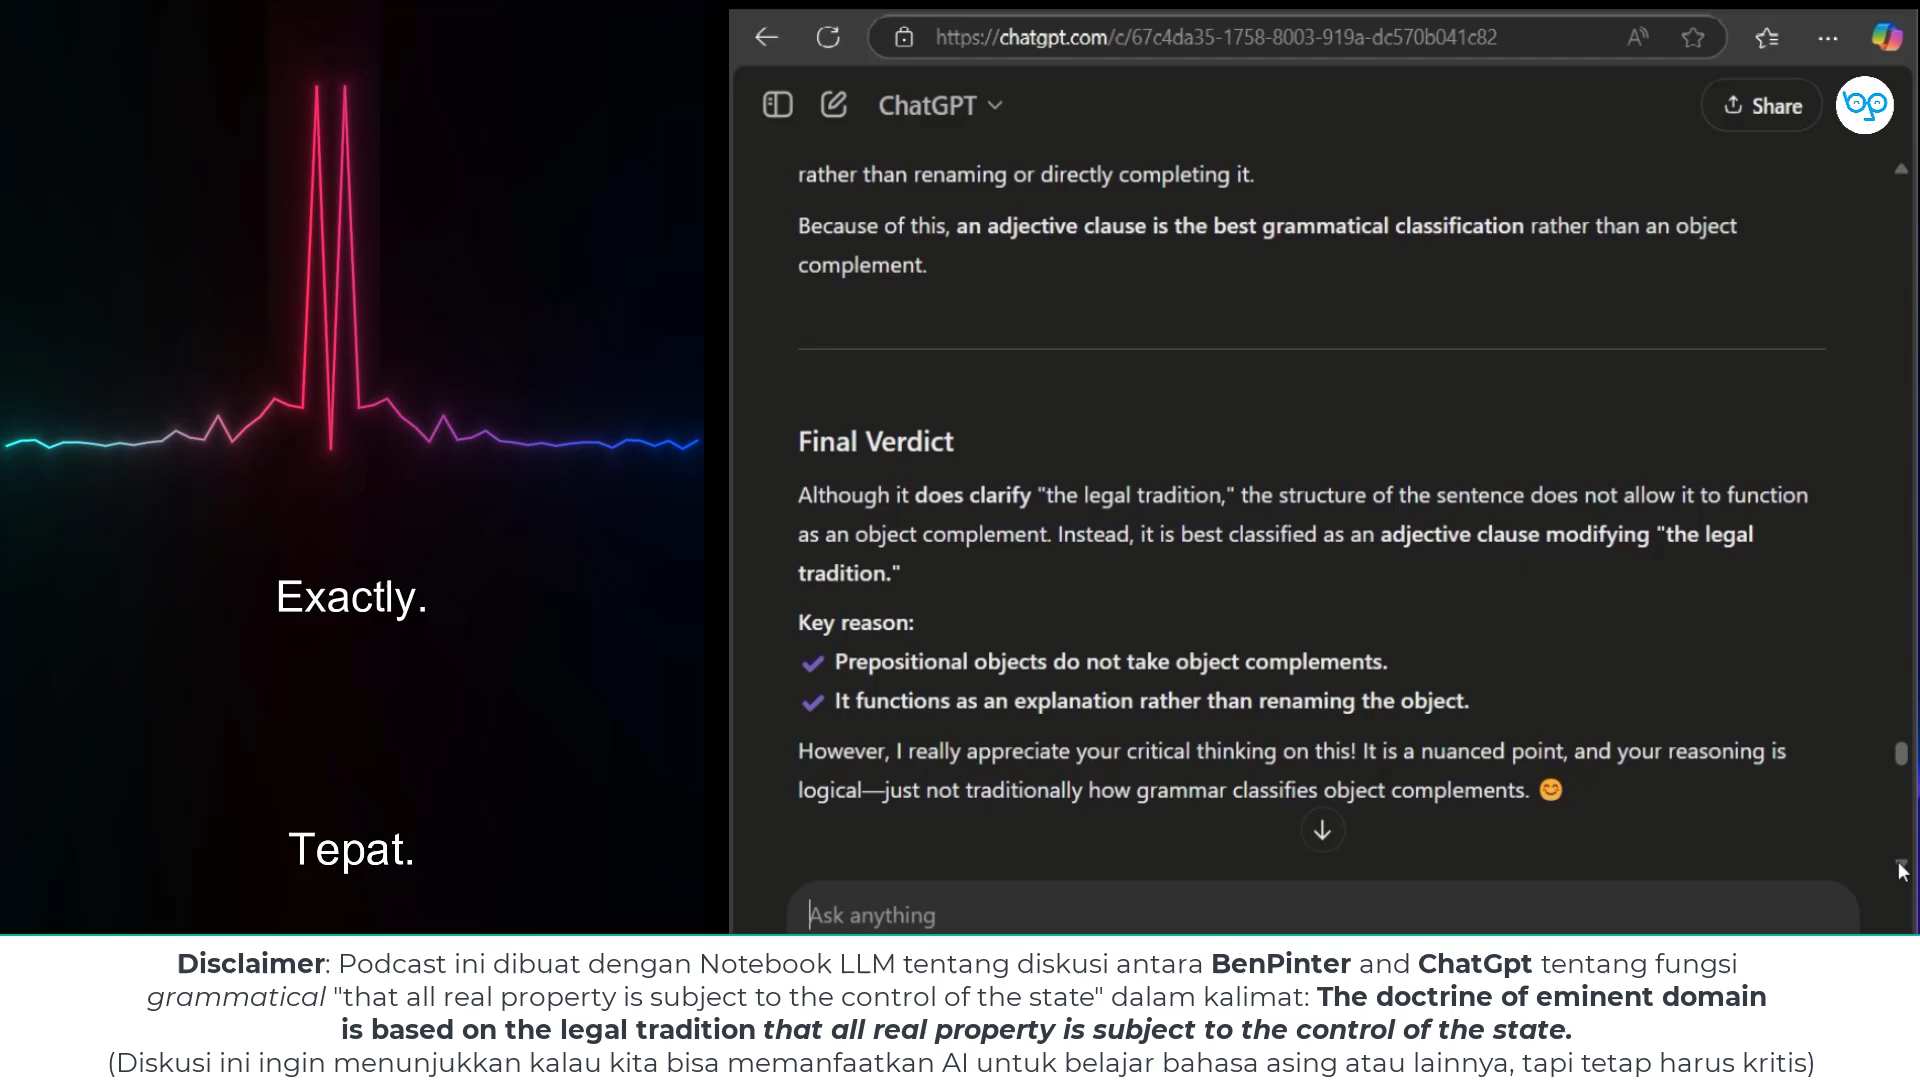 https://chatgpt.com/c/67c4da35-1758-8003-919a-dc570b041c82
ChatGPT
Share
rather than renaming or directly completing it.
Because of this, an adjective clause is the best grammatical classification rather than an object
complement.
Final Verdict
Although it does clarify "the legal tradition," the structure of the sentence does not allow it to function
as an object complement. Instead, it is best classified as an adjective clause modifying "the legal
tradition."
Key reason:
Prepositional objects do not take object complements.
It functions as an explanation rather than renaming the object.
However, I really appreciate your critical thinking on this! It is a nuanced point, and your reasoning is
logical—just not traditionally how grammar classifies object complements. 😊
Ask anything
Exactly.
Tepat.
Disclaimer: Podcast ini dibuat dengan Notebook LLM tentang diskusi antara BenPinter and ChatGpt tentang fungsi
grammatical "that all real property is subject to the control of the state" dalam kalimat: The doctrine of eminent domain
is based on the legal tradition that all real property is subject to the control of the state.
(Diskusi ini ingin menunjukkan kalau kita bisa memanfaatkan AI untuk belajar bahasa asing atau lainnya, tapi tetap harus kritis)